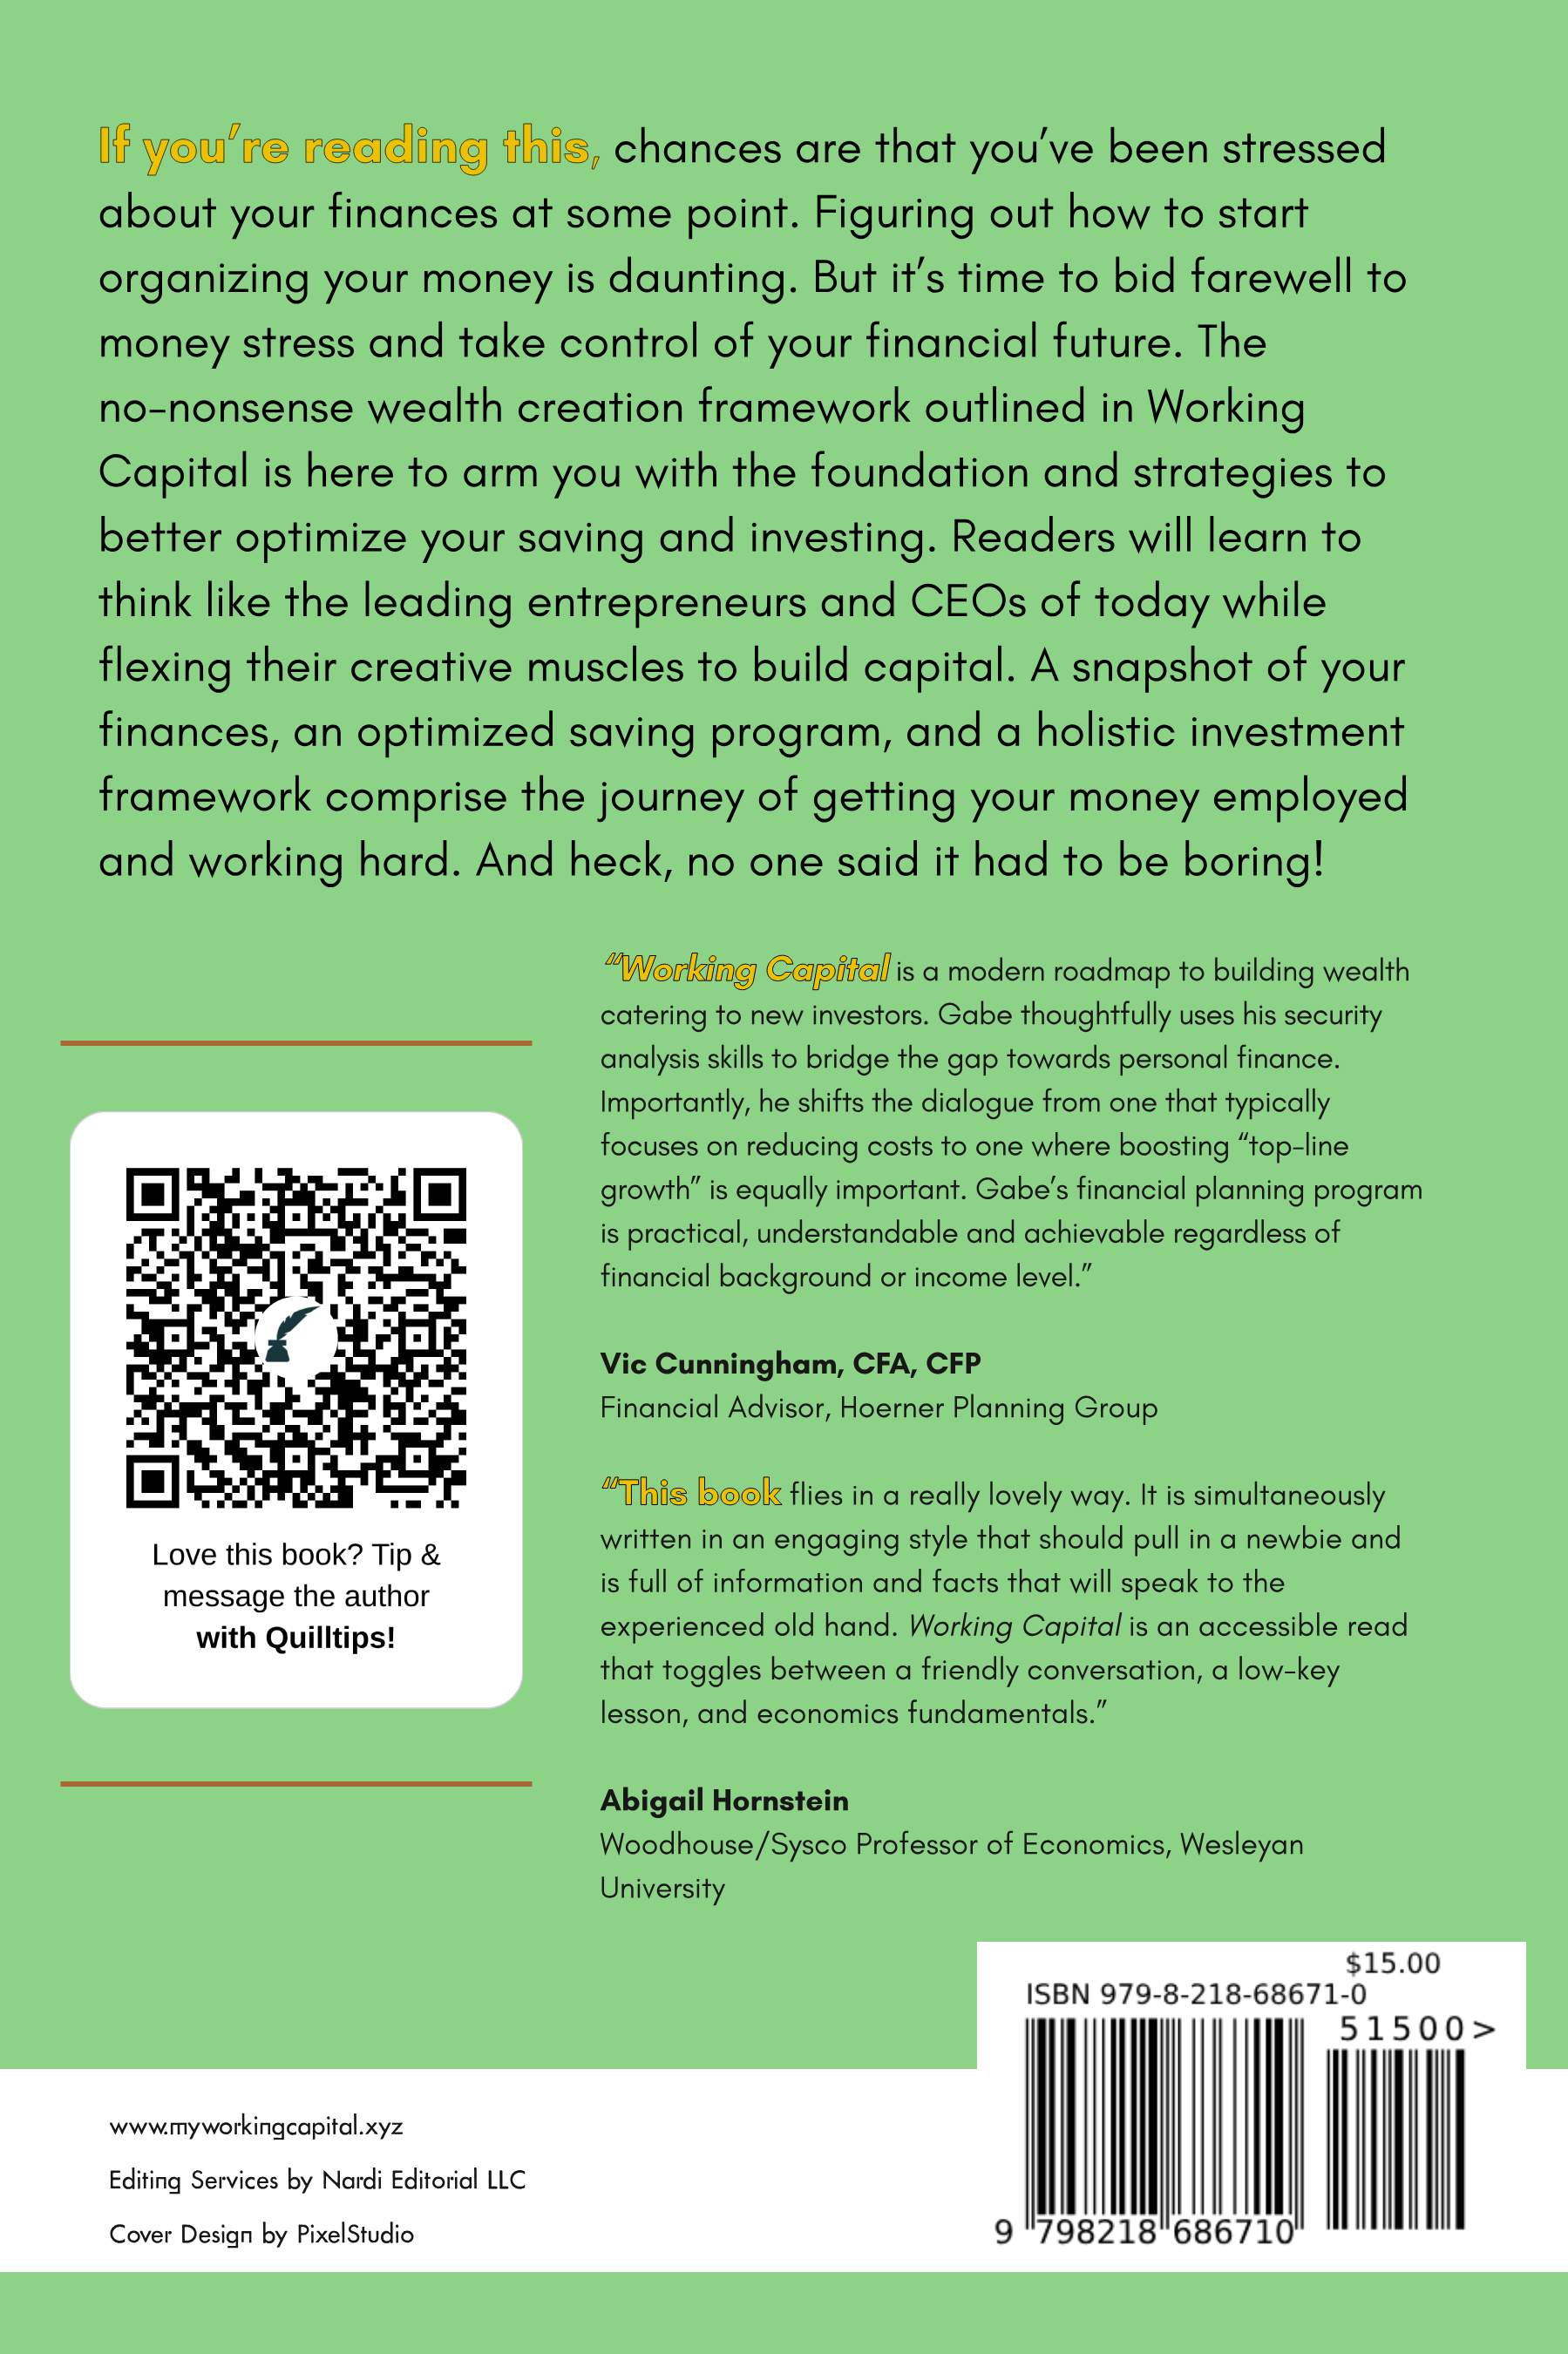 If you’re reading this, chances are that you’ve been stressed
about your finances at some point. Figuring out how to start
organizing your money is daunting. But it’s time to bid farewell to
money stress and take control of your financial future. The
no-nonsense wealth creation framework outlined in Working
Capital is here to arm you with the foundation and strategies to
better optimize your saving and investing. Readers will learn to
think like the leading entrepreneurs and CEOs of today while
flexing their creative muscles to build capital. A snapshot of your
finances, an optimized saving program, and a holistic investment
framework comprise the journey of getting your money employed
and working hard. And heck, no one said it had to be boring!
“Working Capital is a modern roadmap to building wealth
catering to new investors. Gabe thoughtfully uses his security
analysis skills to bridge the gap towards personal finance.
Importantly, he shifts the dialogue from one that typically
focuses on reducing costs to one where boosting “top-line
growth” is equally important. Gabe’s financial planning program
is practical, understandable and achievable regardless of
financial background or income level.”
Vic Cunningham, CFA, CFP
Financial Advisor, Hoerner Planning Group
“This book flies in a really lovely way. It is simultaneously
written in an engaging style that should pull in a newbie and
is full of information and facts that will speak to the
experienced old hand. Working Capital is an accessible read
that toggles between a friendly conversation, a low-key
lesson, and economics fundamentals.”
Abigail Hornstein
Woodhouse/Sysco Professor of Economics, Wesleyan
University
Love this book? Tip &
message the author
with Quilltips!
$15.00
ISBN 979-8-218-68671-0
51500>
9 798218 686710
www.myworkingcapital.xyz
Editing Services by Nardi Editorial LLC
Cover Design by PixelStudio